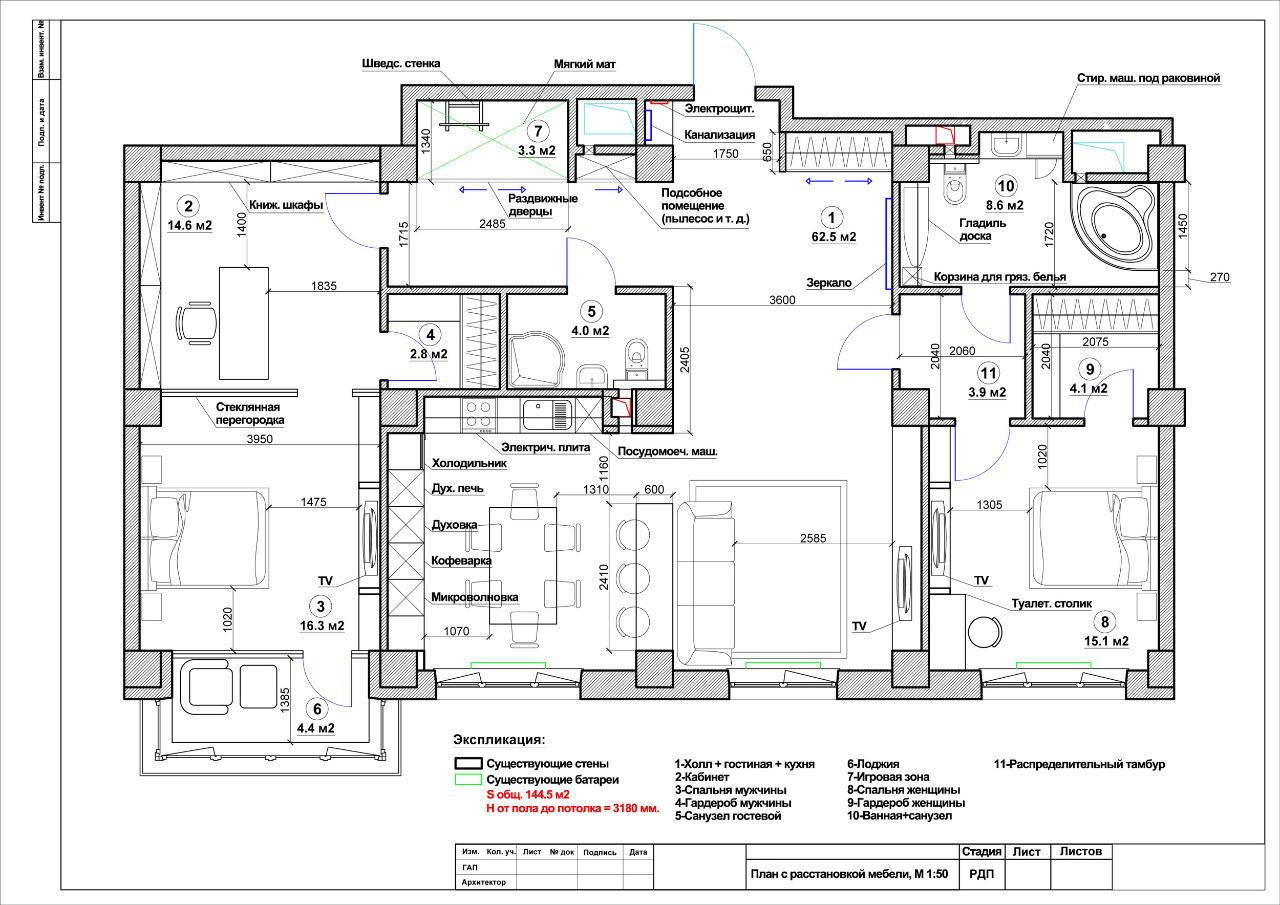 Взам. инвент. №
Подп. и дата
Инвент № подл.
Шведс. стенка
Мягкий мат
Электрощит.
Канализация
Стир. маш. под раковиной
1340
7
3.3 м2
1750
650
2
14.6 м2
Книж. шкафы
1400
1715
2485
Раздвижные
дверцы
Подсобное
помещение
(пылесос и т. д.)
1
62.5 м2
10
8.6 м2
Гладиль
доска
1720
1450
270
Корзина для гряз. белья
Зеркало
1835
3600
5
4.0 м2
4
2.8 м2
2405
2040
2060
11
3.9 м2
2040
2075
9
4.1 м2
Стеклянная
перегородка
3950
Электрич. плита
Посудомоеч. маш.
Холодильник
1160
1020
Дух. печь
1310
600
1475
1305
Духовка
2585
Кофеварка
2410
TV
TV
Микроволновка
Туалет. столик
3
16.3 м2
1020
1070
TV
8
15.1 м2
1385
6
4.4 м2
Экспликация:
Существующие стены
Существующие батареи
S общ. 144.5 м2
Н от пола до потолка = 3180 мм.
1-Холл + гостиная + кухня
2-Кабинет
3-Спальня мужчины
4-Гардероб мужчины
5-Санузел гостевой
6-Лоджия
7-Игровая зона
8-Спальня женщины
9-Гардероб женщины
10-Ванная+санузел
11-Распределительный тамбур
Изм. Кол. уч. Лист № док Подпись Дата
ГАП
Архитектор
План с расстановкой мебели, М 1:50
Стадия Лист Листов
РДП